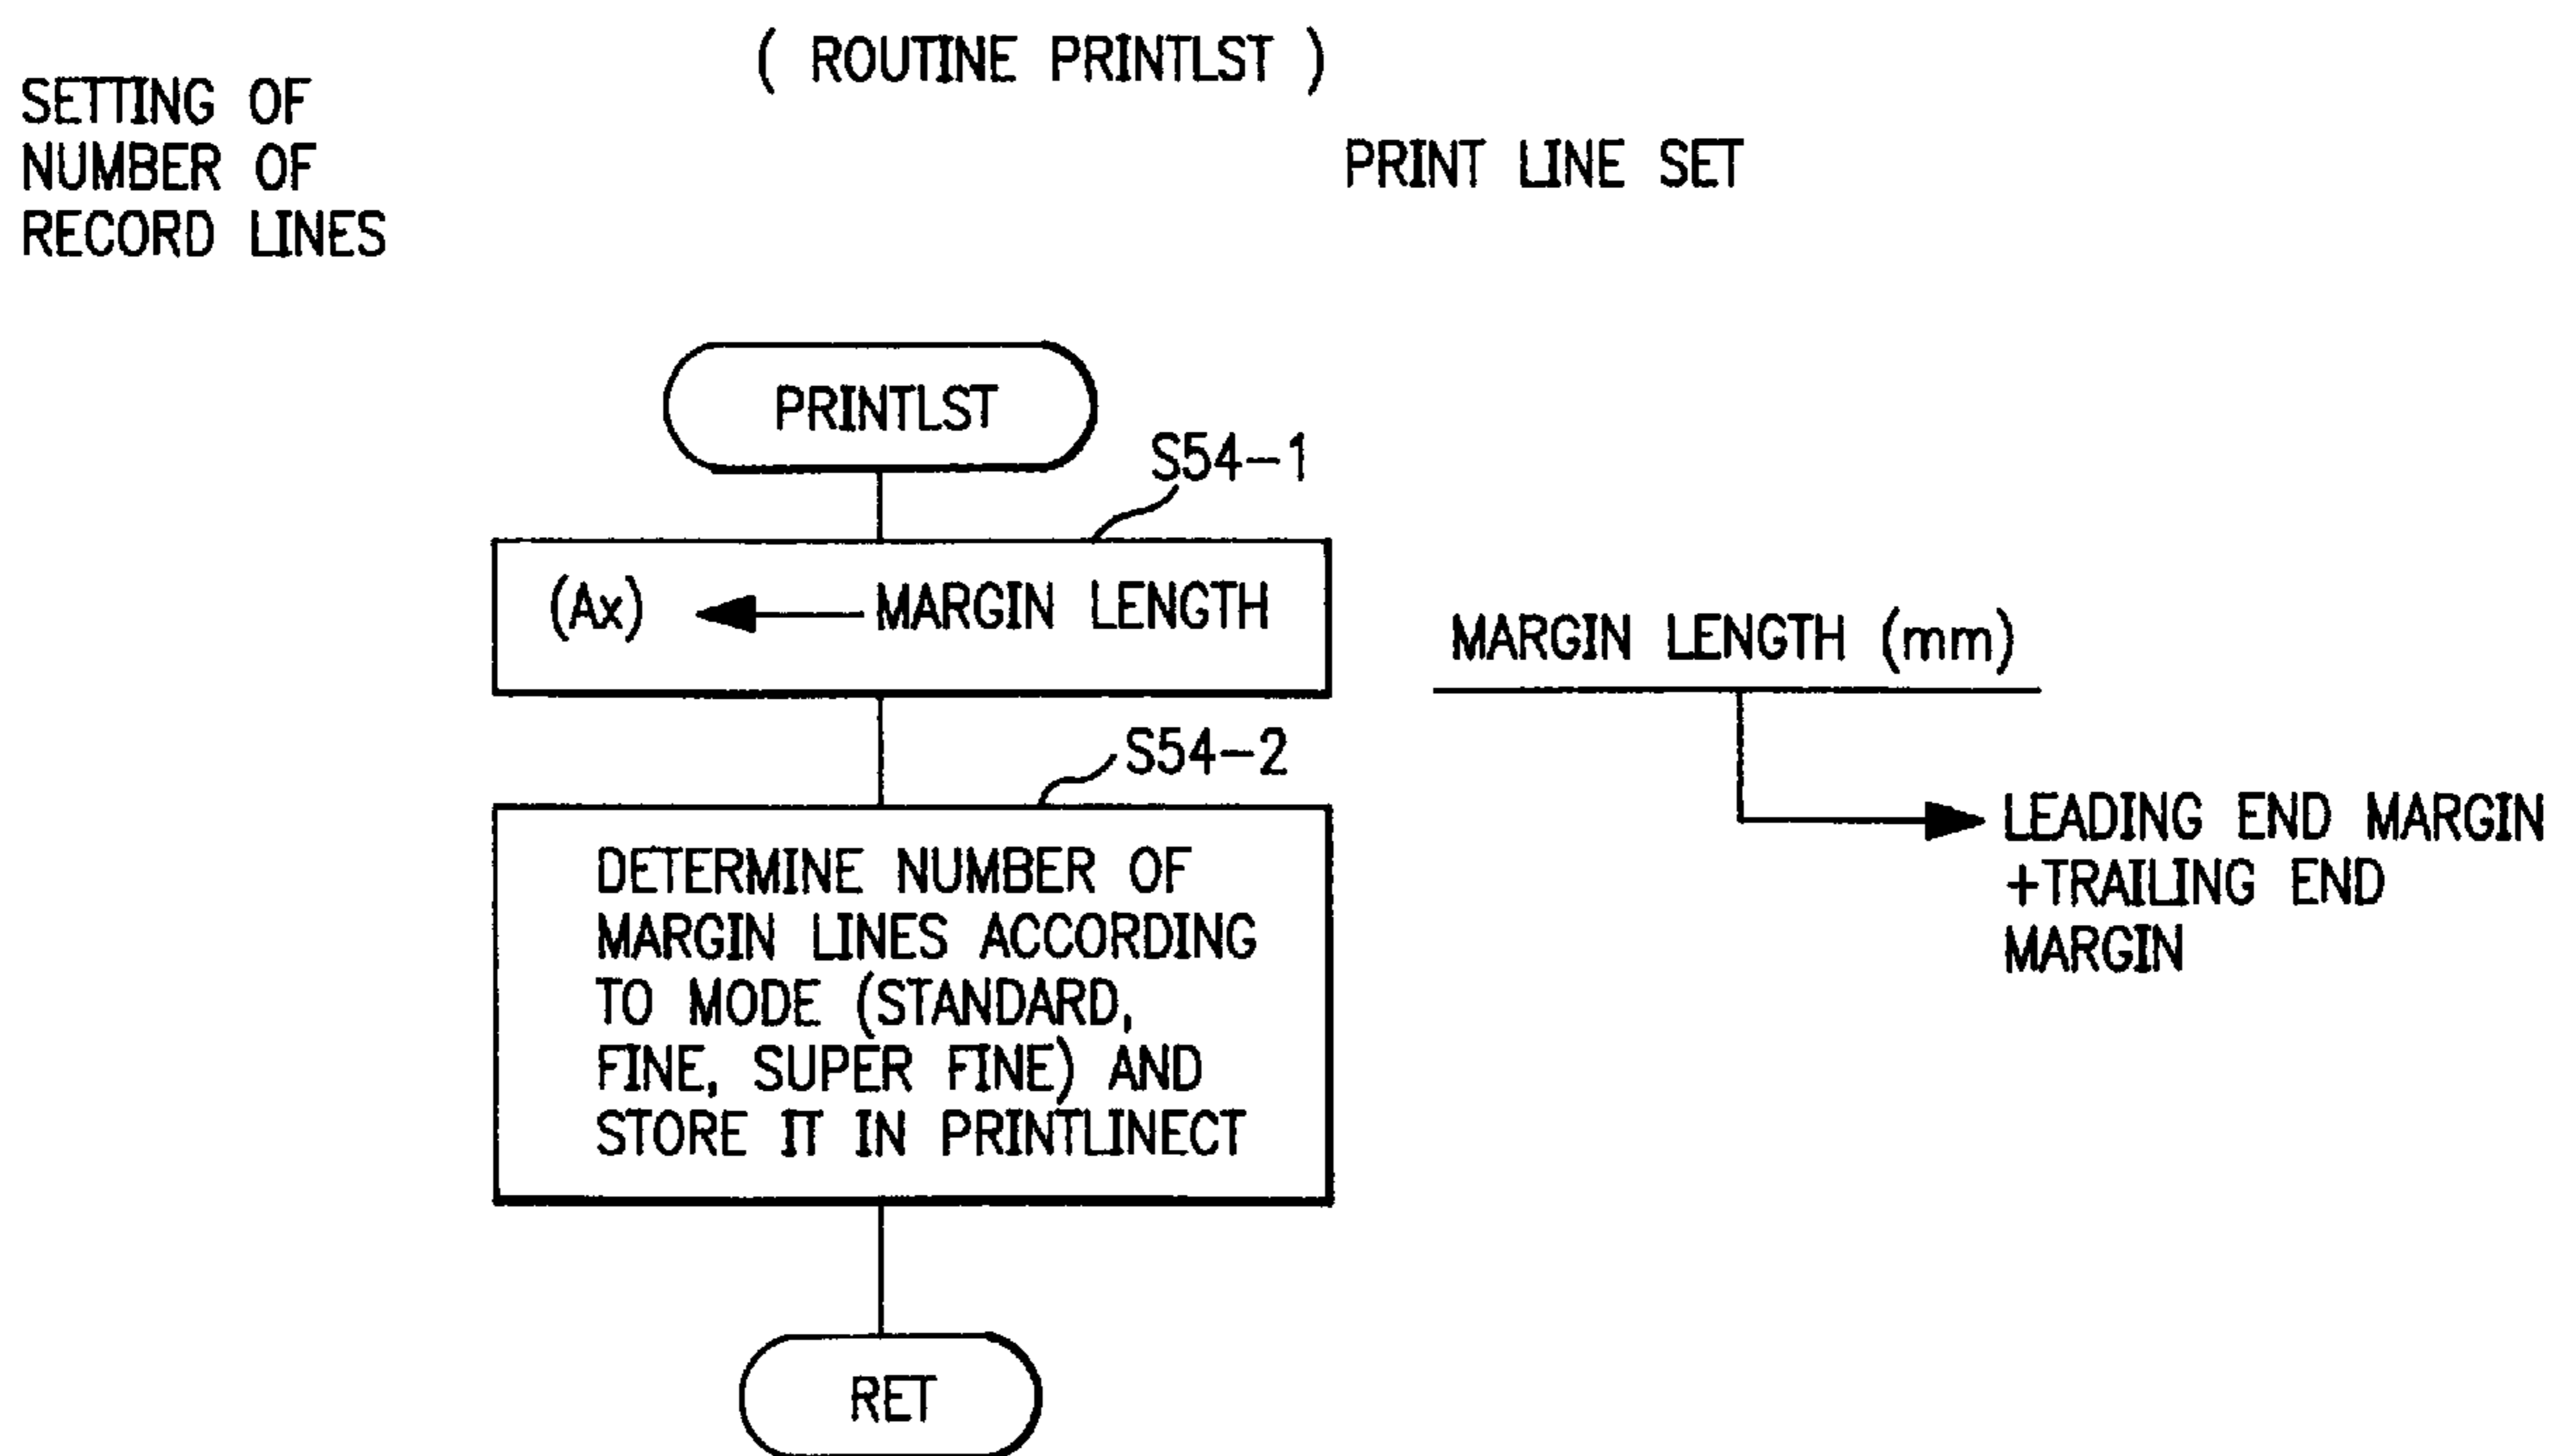 ( ROUTINE PRINTLST )
SETTING OF
NUMBER OF
RECORD LINES
PRINT LINE SET
PRINTLST
S54-1
(Ax) ← MARGIN LENGTH
MARGIN LENGTH (mm)
S54-2
LEADING END MARGIN
+TRAILING END
MARGIN
DETERMINE NUMBER OF
MARGIN LINES ACCORDING
TO MODE (STANDARD,
FINE, SUPER FINE) AND
STORE IT IN PRINTLINECT
RET